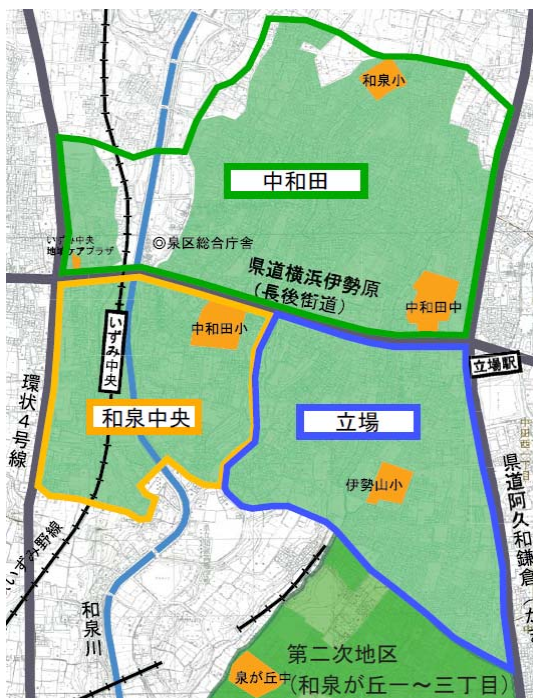 和泉小
中和田
いずみ中央
地域ケアプラザ
◎泉区総合庁舎
県道横浜伊勢原
(長後街道)
中和田中
中和田小
いずみ中央
立場駅
環状4号線
和泉中央
立場
伊勢山小
県道阿久和鎌倉
いずみ野線
和泉川
第二次地区
泉が丘中
(和泉が丘一~三丁目)